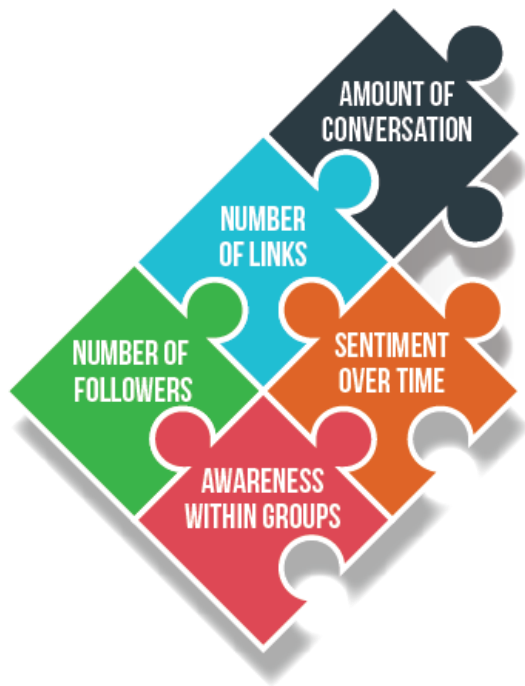 AMOUNT OF
CONVERSATION
NUMBER
OF LINKS
NUMBER OF
FOLLOWERS
SENTIMENT
OVER TIME
AWARENESS
WITHIN GROUPS